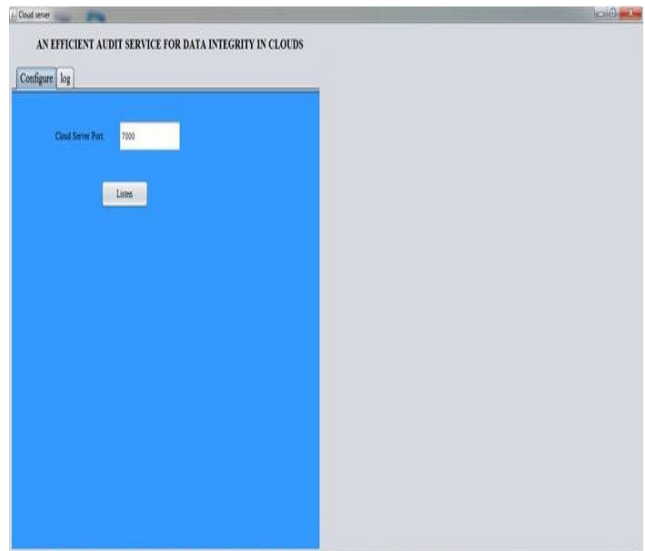 Cloud server
AN EFFICIENT AUDIT SERVICE FOR DATA INTEGRITY IN CLOUDS
Configure log
Cloud Server Port 7000
Listen